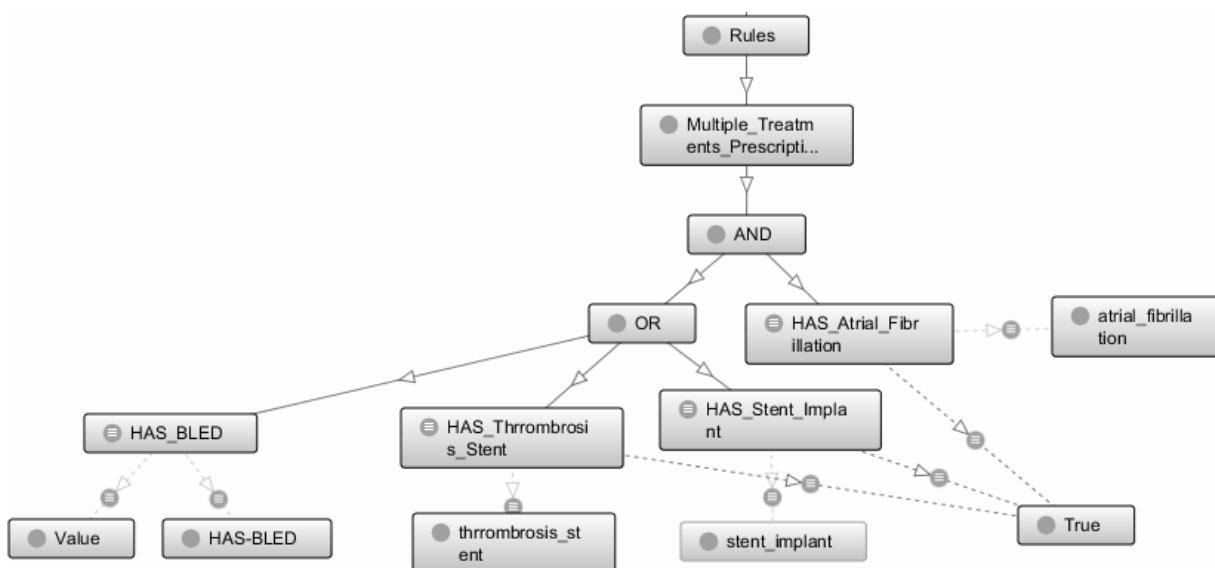 Rules
Multiple_Treatm
ents_Prescripti...
AND
OR
HAS_Atrial_Fibr
illation
atrial_fibrilla
tion
HAS_BLED
HAS_Thrrombrosi
s_Stent
HAS_Stent_Impla
nt
Value
HAS-BLED
thrrombrosis_st
ent
stent_implant
True